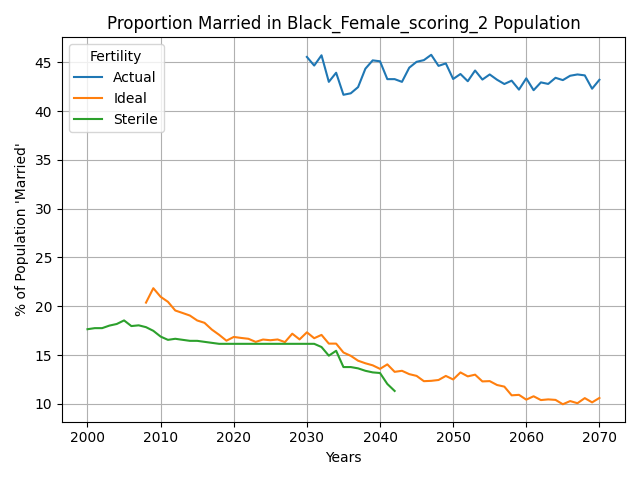 Proportion Married in Black_Female_scoring_2 Population
Fertility
Actual
Ideal
Sterile
% of Population 'Married'
45
40
35
30
25
20
15
10
2000
2010
2020
2030
2040
2050
2060
2070
Years